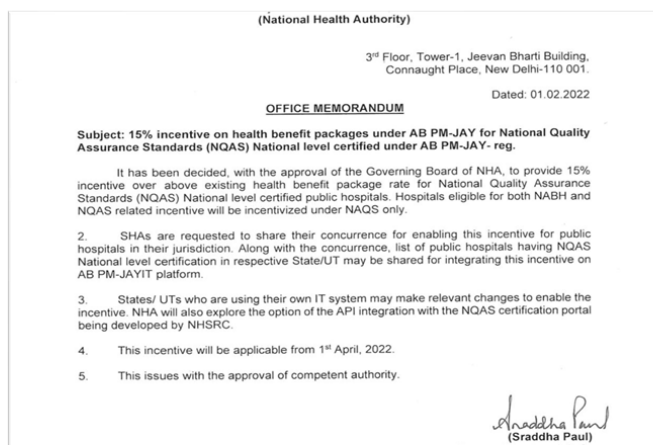 (National Health Authority)
3rd Floor, Tower-1, Jeevan Bharti Building,
Connaught Place, New Delhi-110 001.
Dated: 01.02.2022
OFFICE MEMORANDUM
Subject: 15% incentive on health benefit packages under AB PM-JAY for National Quality
Assurance Standards (NQAS) National level certified under AB PM-JAY- reg.
It has been decided, with the approval of the Governing Board of NHA, to provide 15%
incentive over above existing health benefit package rate for National Quality Assurance
Standards (NQAS) National level certified public hospitals. Hospitals eligible for both NABH and
NQAS related incentive will be incentivized under NAQS only.
2. SHAs are requested to share their concurrence for enabling this incentive for public
hospitals in their jurisdiction. Along with the concurrence, list of public hospitals having NQAS
National level certification in respective State/UT may be shared for integrating this incentive on
AB PM-JAYIT platform.
3. States/ UTs who are using their own IT system may make relevant changes to enable the
incentive. NHA will also explore the option of the API integration with the NQAS certification portal
being developed by NHSRC.
4. This incentive will be applicable from 1st April, 2022.
5. This issues with the approval of competent authority.
Sraddha Paul
(Sraddha Paul)